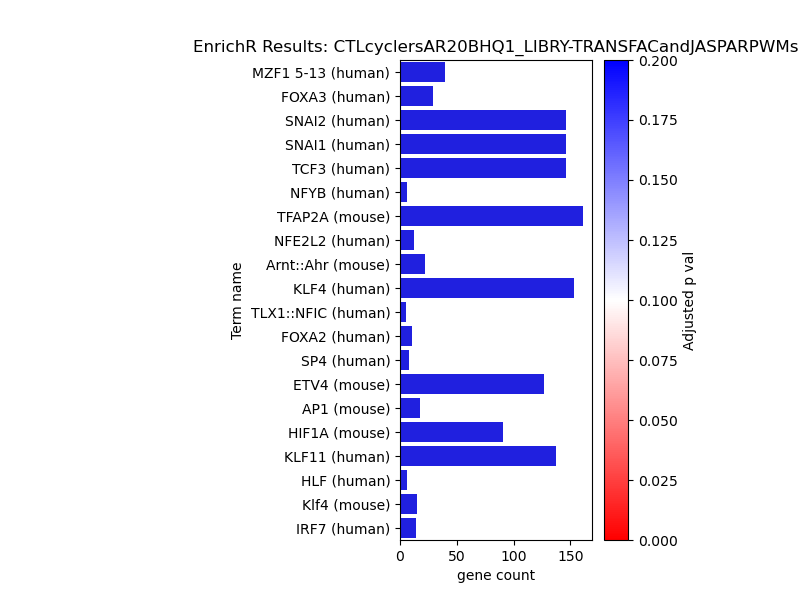 EnrichR Results: CTLcyclersAR20BHQ1_LIBRY-TRANSFACandJASPARPWMs
MZF1 5-13 (human)
FOXA3 (human)
SNAI2 (human)
SNAI1 (human)
TCF3 (human)
NFYB (human)
TFAP2A (mouse)
NFE2L2 (human)
Arnt::Ahr (mouse)
KLF4 (human)
TLX1::NFIC (human)
FOXA2 (human)
SP4 (human)
ETV4 (mouse)
AP1 (mouse)
HIF1A (mouse)
KLF11 (human)
HLF (human)
Klf4 (mouse)
IRF7 (human)
Term name
0 50 100 150
gene count
0.200
0.175
0.150
0.125
0.100
0.075
0.050
0.025
0.000
Adjusted p val